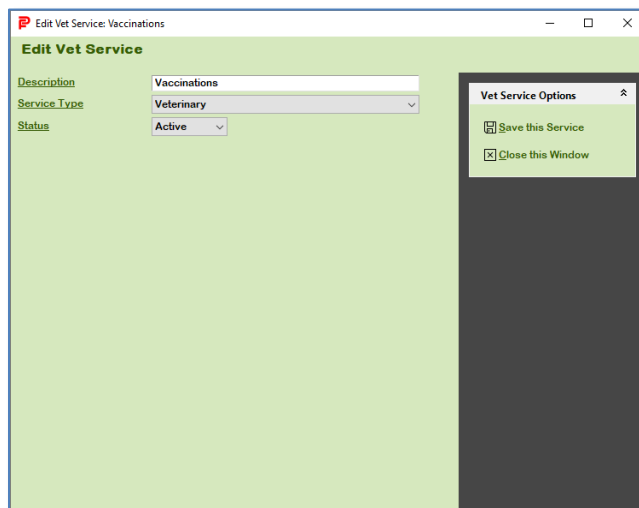 Edit Vet Service: Vaccinations
Edit Vet Service
Description Vaccinations
Service Type Veterinary
Status Active
Vet Service Options
Save this Service
Close this Window